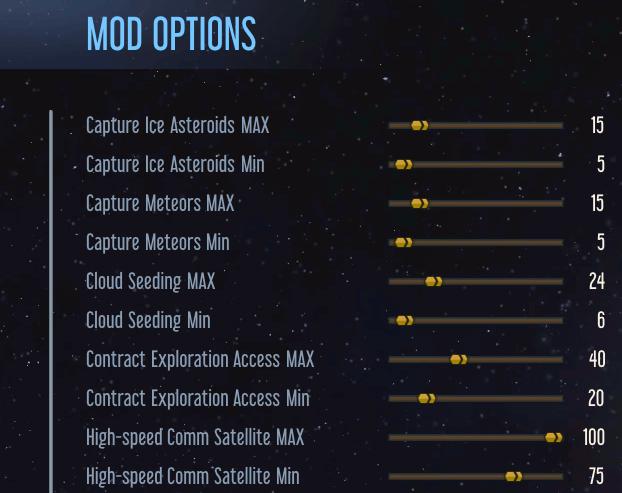 MOD OPTIONS
Capture Ice Asteroids MAX 15
Capture Ice Asteroids Min 5
Capture Meteors MAX 15
Capture Meteors Min 5
Cloud Seeding MAX 24
Cloud Seeding Min 6
Contract Exploration Access MAX 40
Contract Exploration Access Min 20
High-speed Comm Satellite MAX 100
High-speed Comm Satellite Min 75